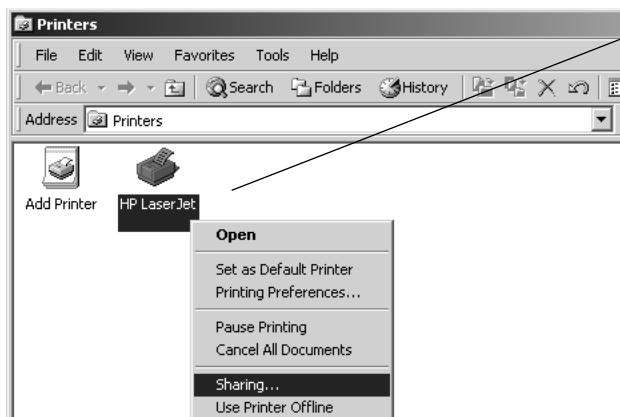 Printers
File Edit View Favorites Tools Help
Back Search Folders History
Address Printers
Add Printer HP LaserJet
Open
Set as Default Printer
Printing Preferences...
Pause Printing
Cancel All Documents
Sharing...
Use Printer Offline